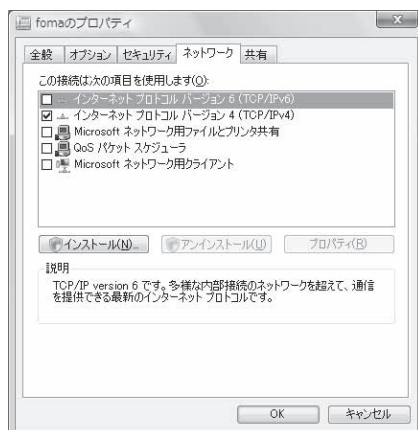 fomaのプロパティ
全般 オプション セキュリティ ネットワーク 共有
この接続は次の項目を使用します(O):
インターネット プロトコル バージョン 6 (TCP/IPv6)
インターネット プロトコル バージョン 4 (TCP/IPv4)
Microsoft ネットワーク用ファイルとプリンタ共有
QoS パケット スケジューラ
Microsoft ネットワーク用クライアント
インストール(N)... アンインストール(U) プロパティ(R)
説明
TCP/IP version 6 です。多様な内部接続のネットワークを超えて、通信
を提供できる最新のインターネット プロトコルです。
OK キャンセル